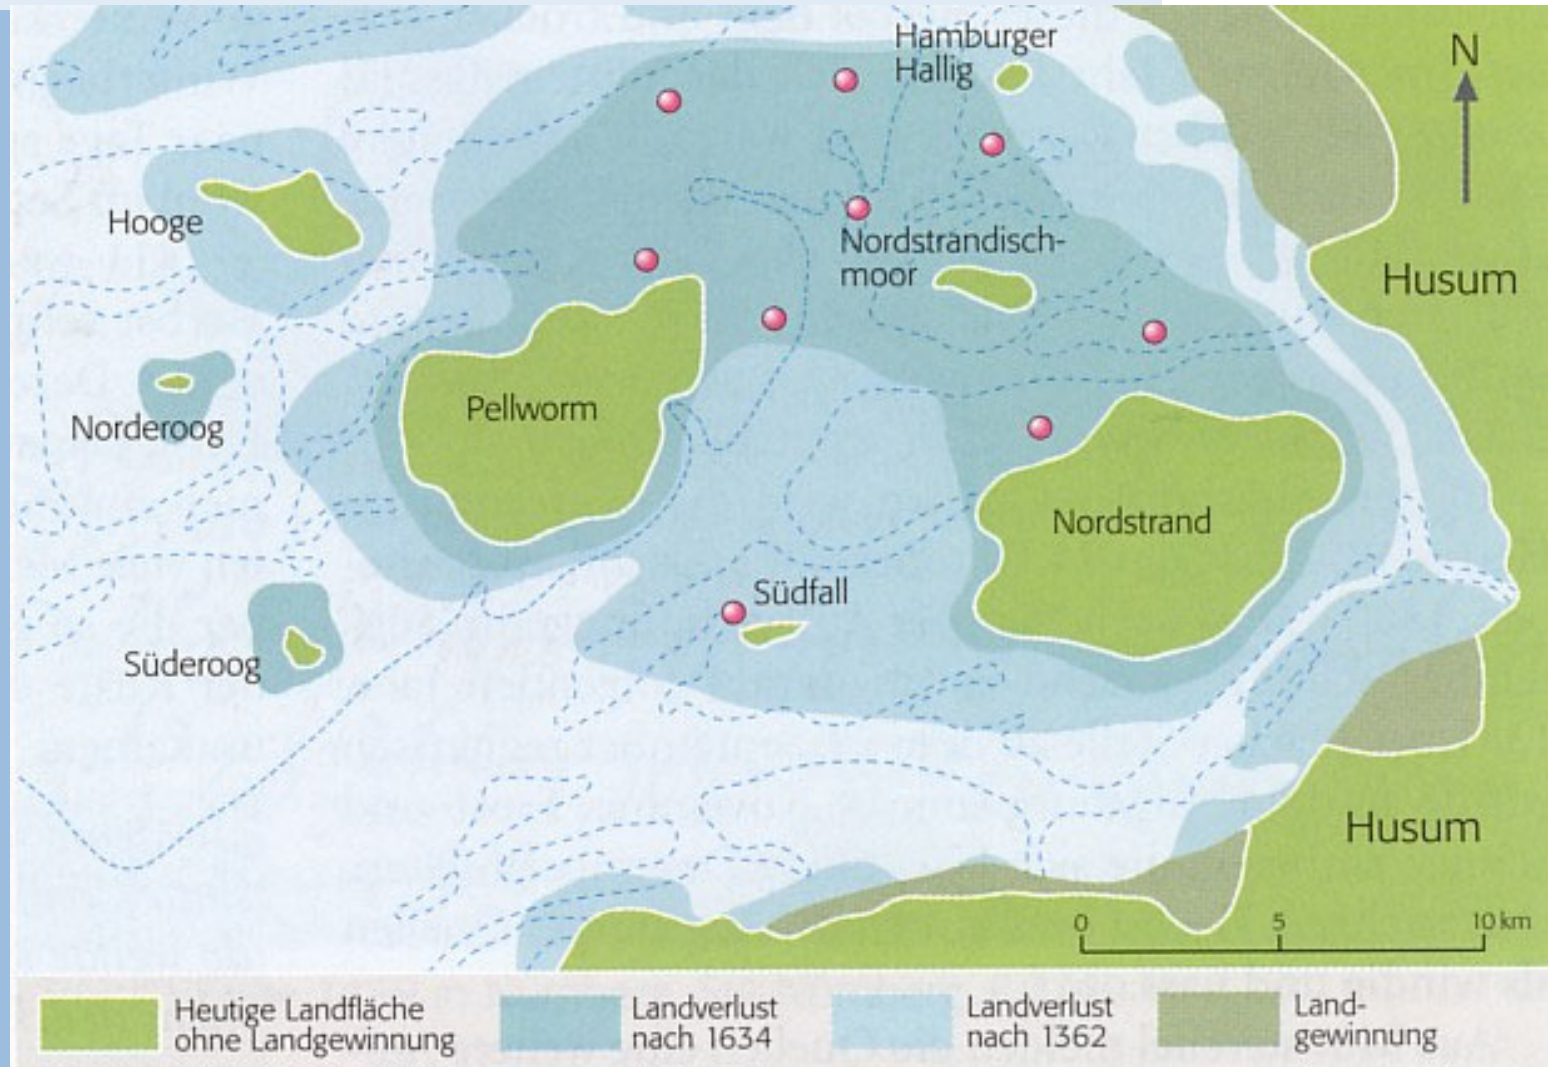 Hamburger
Hallig
N
Hooge
Nordstrandisch-
moor
Husum
Norderoog
Pellworm
Nordstrand
Südfall
Süderoog
Husum
0 5 10 km
Heutige Landfläche
ohne Landgewinnung
Landverlust
nach 1634
Landverlust
nach 1362
Land-
gewinnung